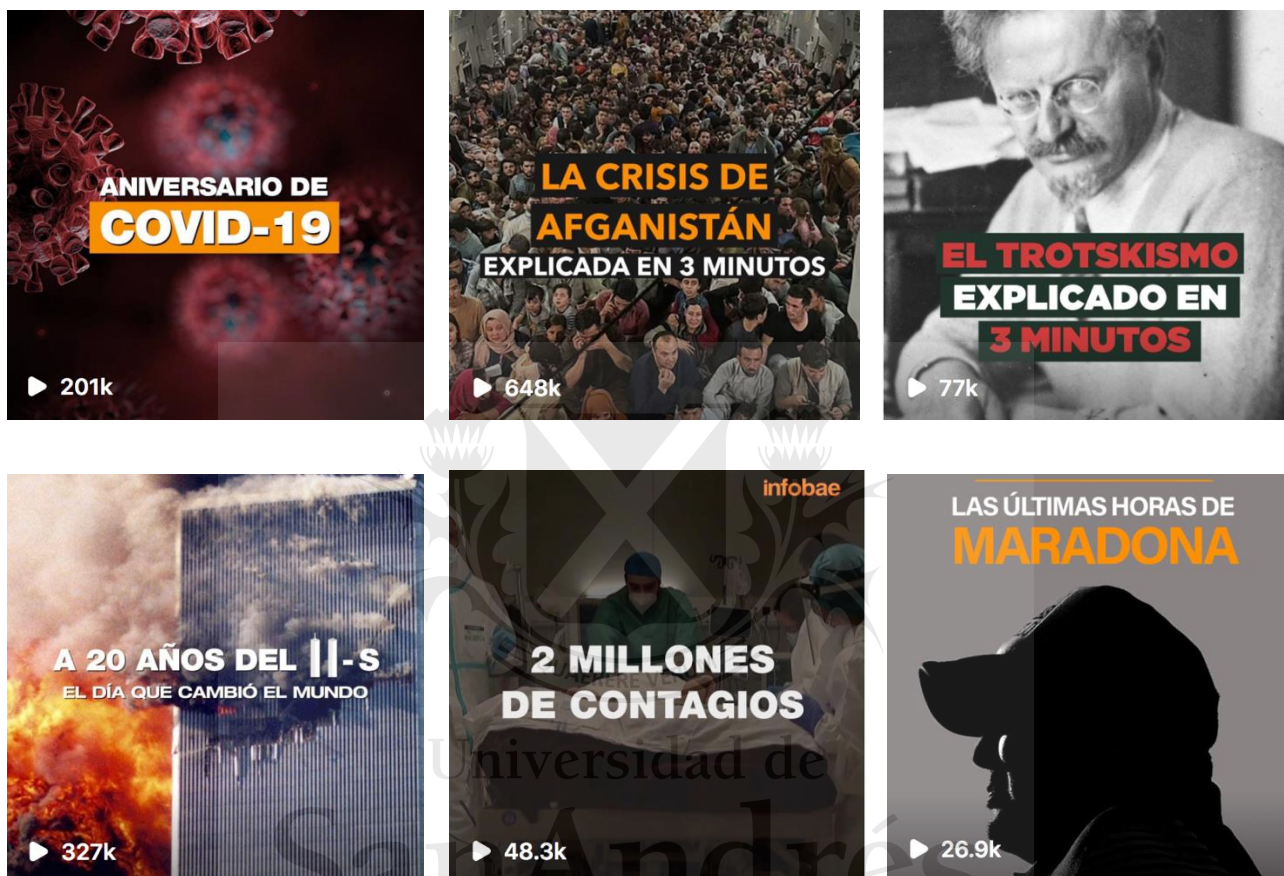 ANIVERSARIO DE
COVID-19
201k
LA CRISIS DE
AFGANISTÁN
EXPLICADA EN 3 MINUTOS
648k
EL TROTSKISMO
EXPLICADO EN
3 MINUTOS
77k
A 20 AÑOS DEL 11-S
EL DÍA QUE CAMBIÓ EL MUNDO
327k
infobae
2 MILLONES
DE CONTAGIOS
48.3k
LAS ÚLTIMAS HORAS DE
MARADONA
26.9k
Universidad de
San Andrés